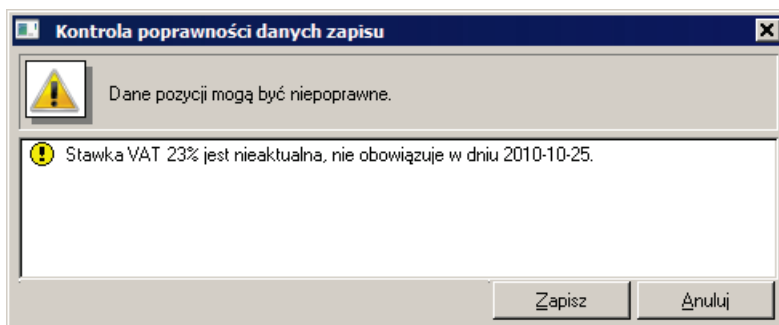 Kontrola poprawności danych zapisu
Dane pozycji mogą być niepoprawne.
Stawka VAT 23% jest nieaktualna, nie obowiązuje w dniu 2010-10-25.
Zapisz
Anuluj